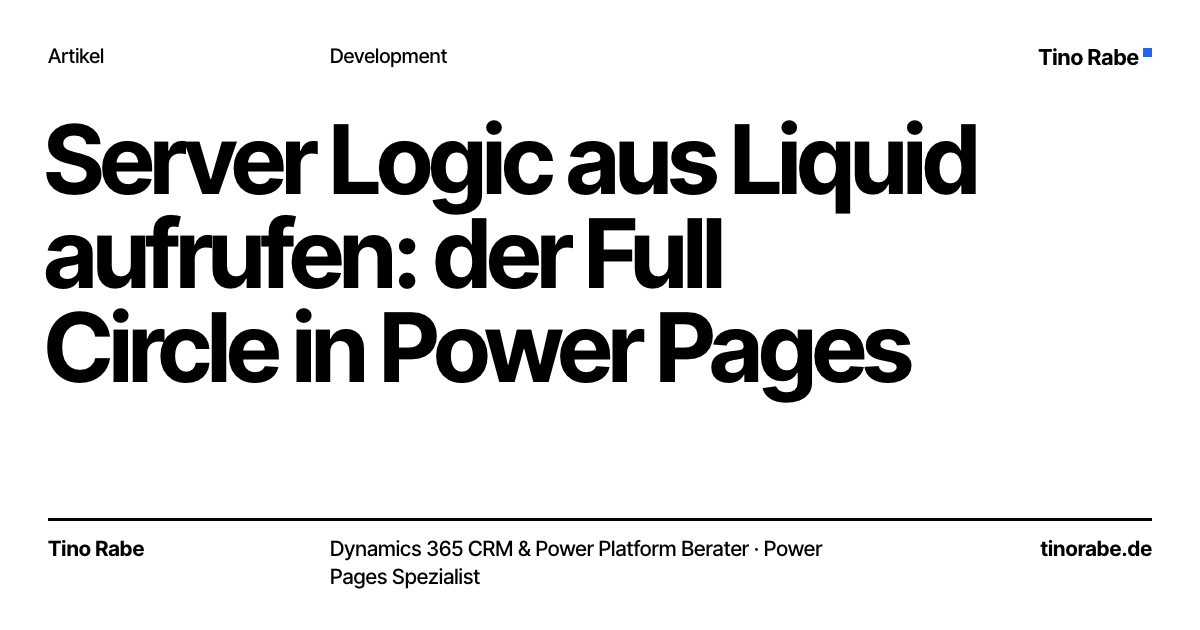 Artikel
Development
Tino Rabe
Server Logic aus Liquid
aufrufen: der Full
Circle in Power Pages
Tino Rabe
Dynamics 365 CRM & Power Platform Berater · Power
Pages Spezialist
tinorabe.de